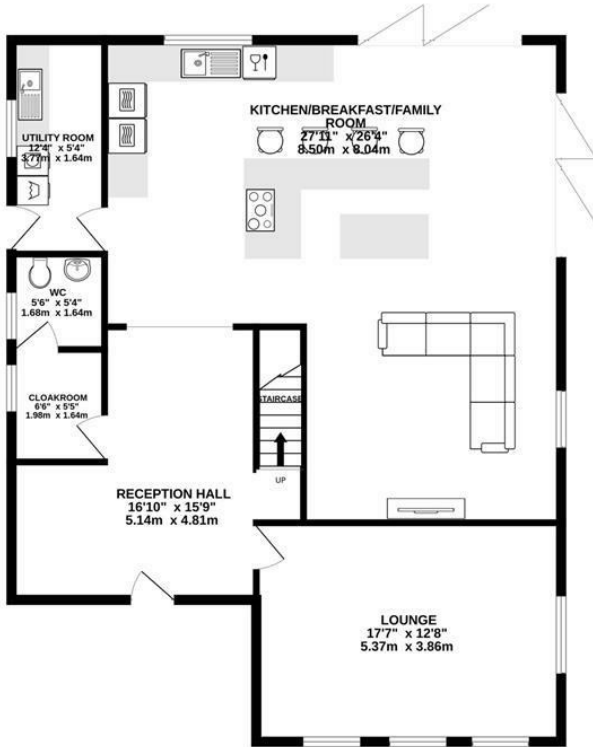 KITCHEN/BREAKFAST/FAMILY
ROOM
27'11" x 26'4"
8.50m x 8.04m
UTILITY ROOM
12'4" x 5'4"
3.77m x 1.64m
WC
5'6" x 5'4"
1.68m x 1.64m
CLOAKROOM
6'6" x 5'5"
1.98m x 1.64m
STAIRCASE
UP
RECEPTION HALL
16'10" x 15'9"
5.14m x 4.81m
LOUNGE
17'7" x 12'8"
5.37m x 3.86m